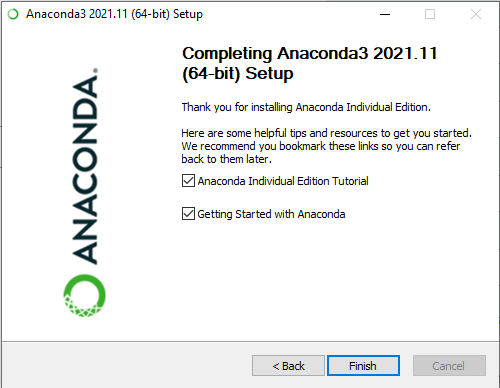 Anaconda3 2021.11 (64-bit) Setup
Completing Anaconda3 2021.11
(64-bit) Setup
Thank you for installing Anaconda Individual Edition.
Here are some helpful tips and resources to get you started.
We recommend you bookmark these links so you can refer
back to them later.
Anaconda Individual Edition Tutorial
Getting Started with Anaconda
ANACONDA.
< Back
Finish
Cancel